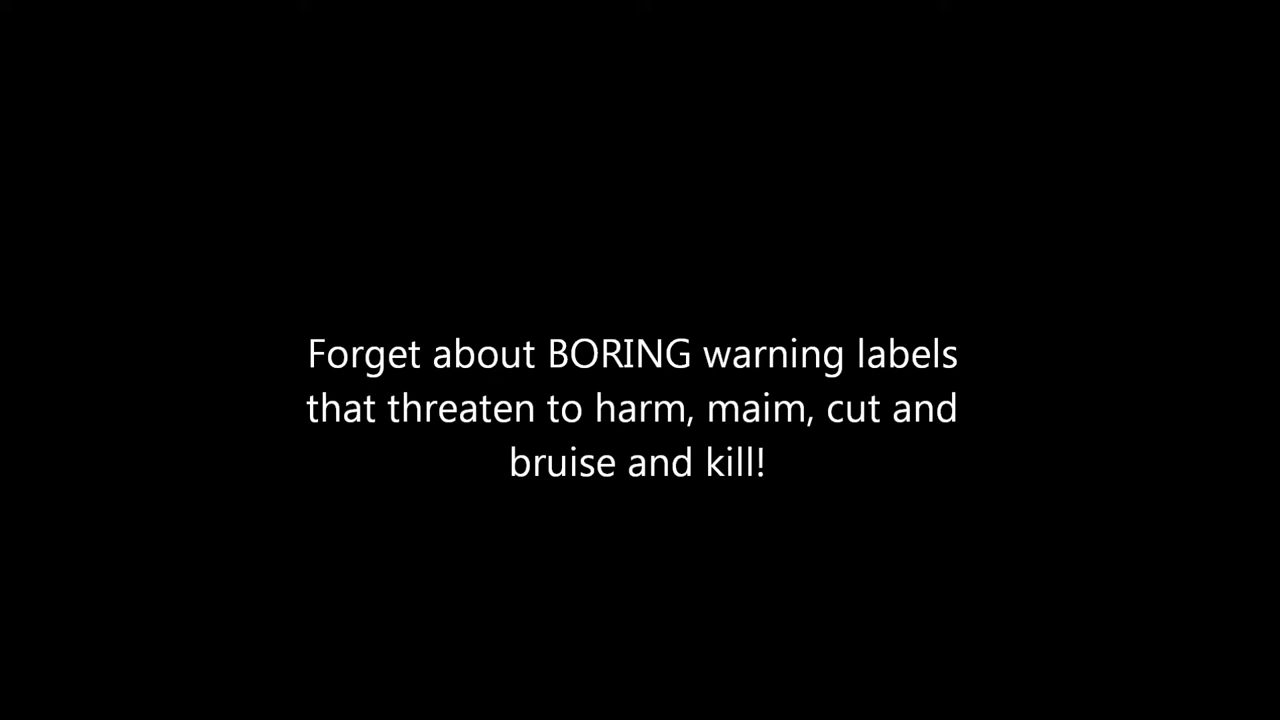 Forget about BORING warning labels
that threaten to harm, maim, cut and
bruise and kill!